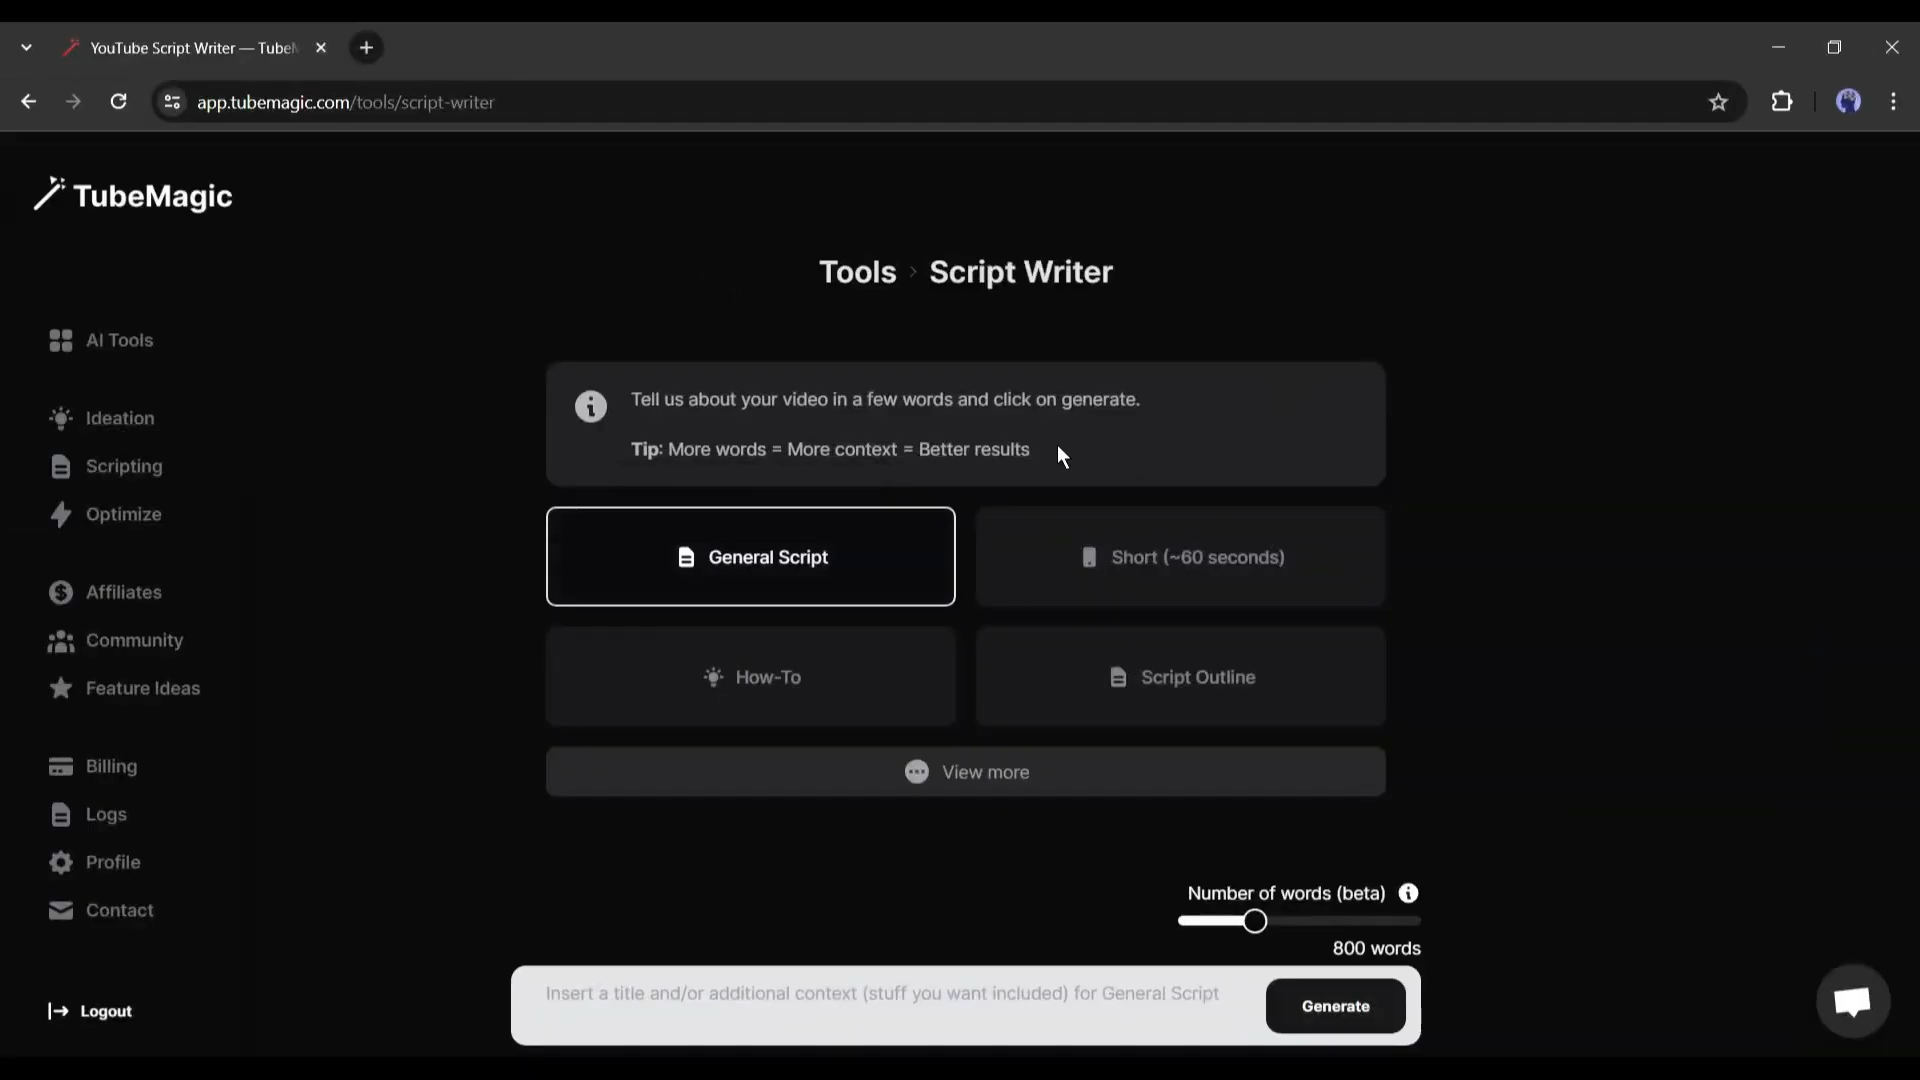 YouTube Script Writer — Tube
app.tubemagic.com/tools/script-writer
TubeMagic
Tools > Script Writer
AI Tools
Ideation
Scripting
Optimize
Affiliates
Community
Feature Ideas
Billing
Logs
Profile
Contact
Logout
Tell us about your video in a few words and click on generate.
Tip: More words = More context = Better results
General Script
Short (~60 seconds)
How-To
Script Outline
View more
Number of words (beta)
800 words
Insert a title and/or additional context (stuff you want included) for General Script
Generate